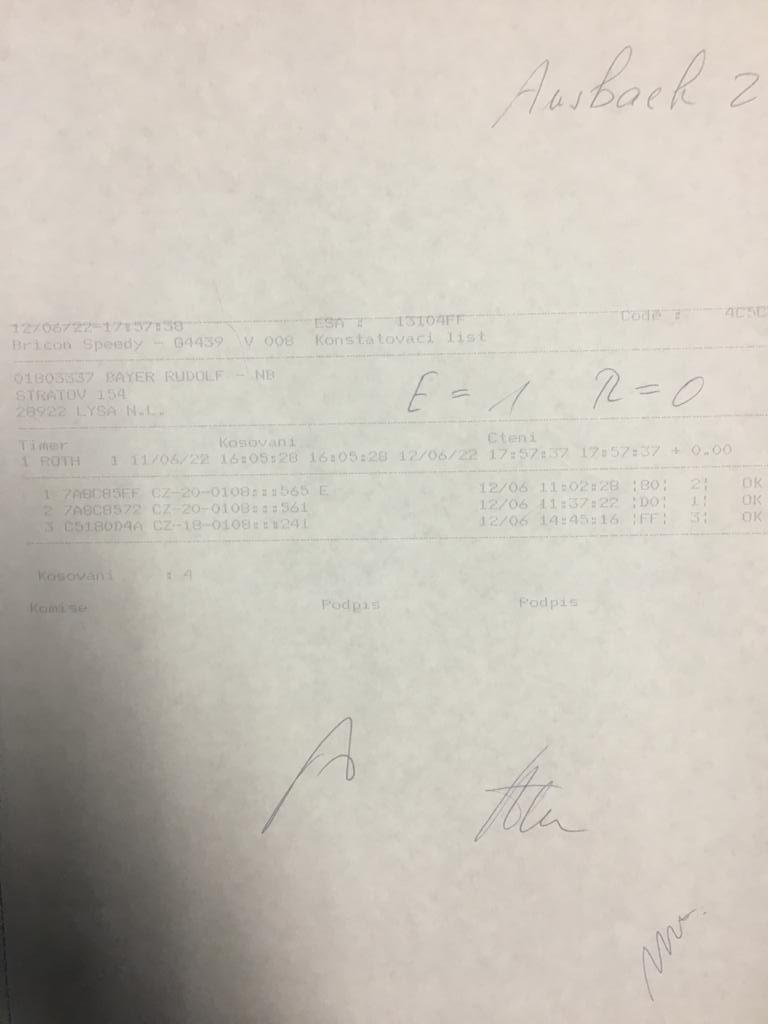 Ausbach 2
12/06/22-17:57:38 ESA : 13104FF Code : 4C5C
Bricon Speedy - G4439 V 008 Konstatovaci list
01803337 BAYER RUDOLF - NB
STRATOV 154
28922 LYSA N.L.
E = 1 R = 0
Timer Kosovani Cteni
1 ROTH 1 11/06/22 16:05:28 16:05:28 12/06/22 17:57:37 17:57:37 + 0.00
1 7A8C85EF CZ-20-0108:::565 E 12/06 11:02:28 ¦80¦ 2¦ OK
2 7A8C8572 CZ-20-0108:::561 12/06 11:37:22 ¦D0¦ 1¦ OK
3 C5180D4A CZ-18-0108:::241 12/06 14:45:16 ¦FF¦ 3¦ OK
Kosovani : 4
Komise Podpis Podpis